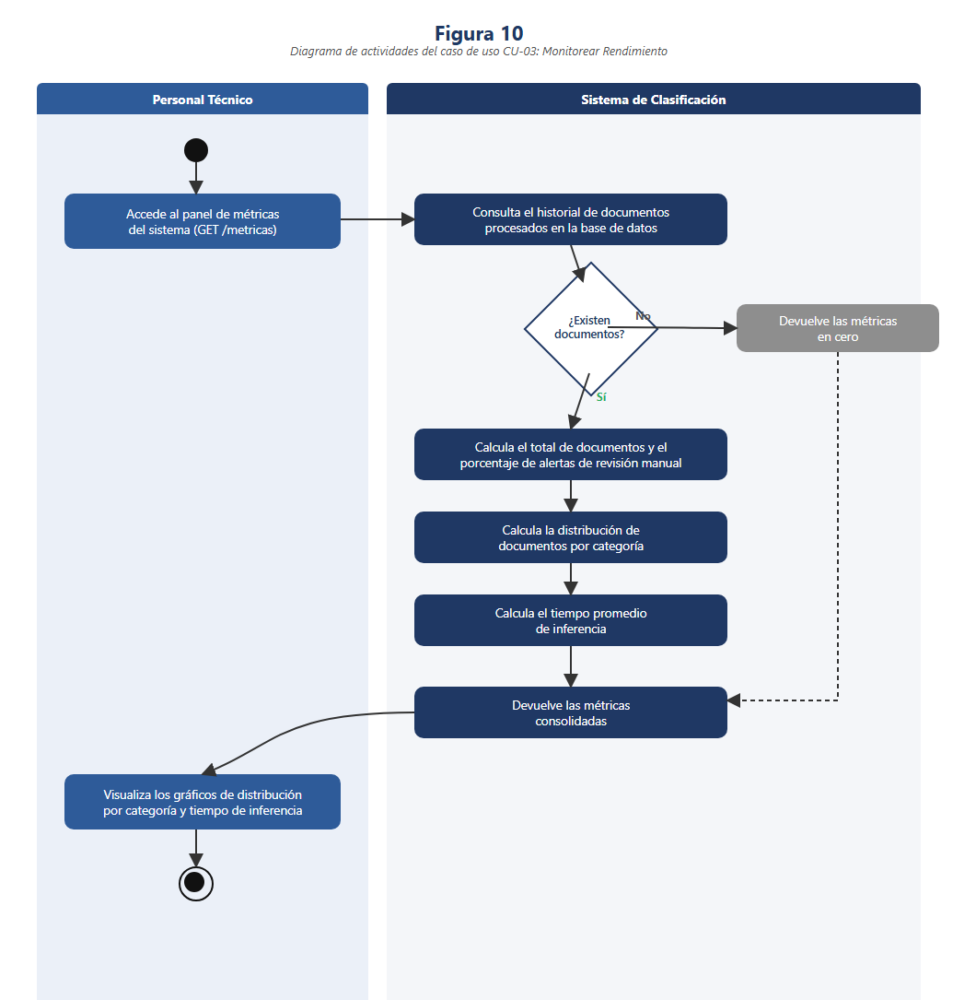 Figura 10
Diagrama de actividades del caso de uso CU-03: Monitorear Rendimiento
Personal Técnico
Sistema de Clasificación
Accede al panel de métricas
del sistema (GET /metricas)
Consulta el historial de documentos
procesados en la base de datos
¿Existen
documentos?
No
Devuelve las métricas
en cero
Sí
Calcula el total de documentos y el
porcentaje de alertas de revisión manual
Calcula la distribución de
documentos por categoría
Calcula el tiempo promedio
de inferencia
Devuelve las métricas
consolidadas
Visualiza los gráficos de distribución
por categoría y tiempo de inferencia